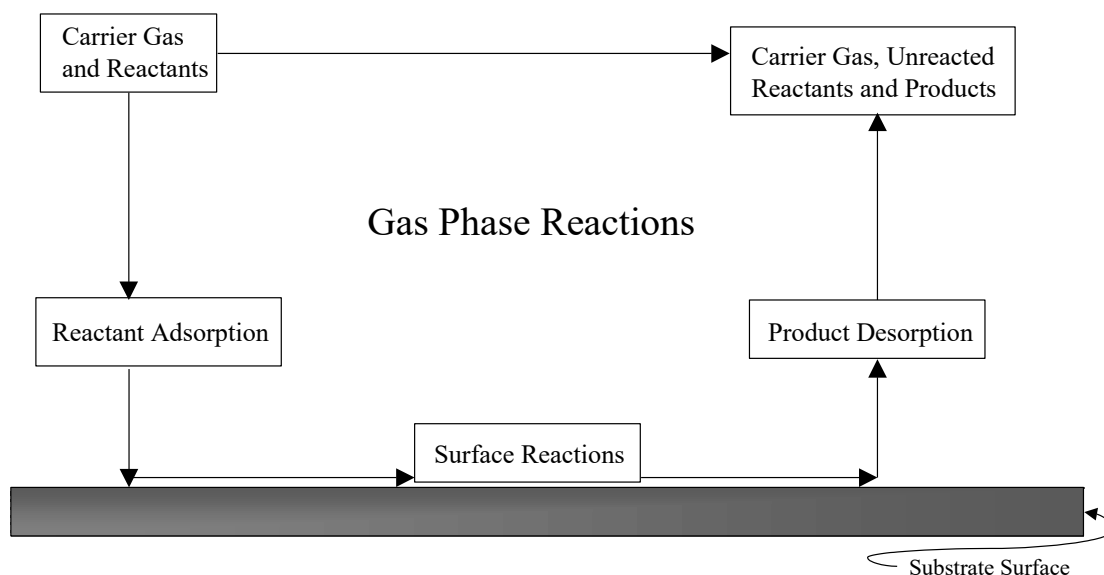 Carrier Gas
and Reactants
Carrier Gas, Unreacted
Reactants and Products
Gas Phase Reactions
Reactant Adsorption
Product Desorption
Surface Reactions
Substrate Surface